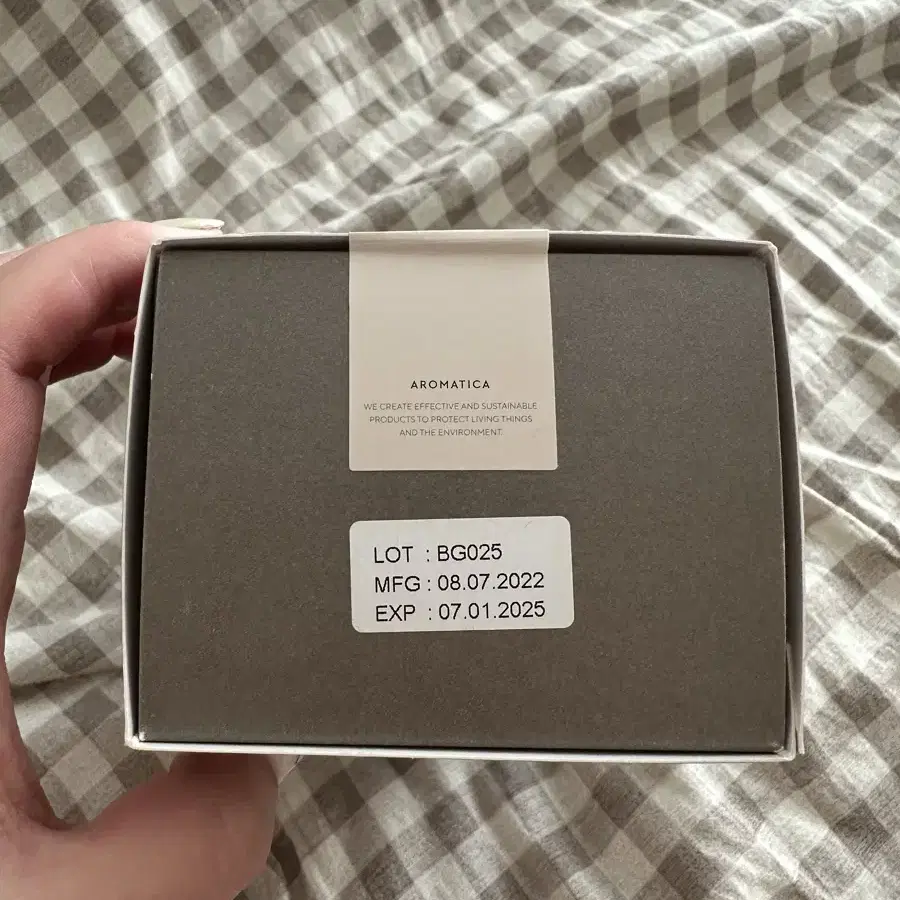 AROMATICA
WE CREATE EFFECTIVE AND SUSTAINABLE
PRODUCTS TO PROTECT LIVING THINGS
AND THE ENVIRONMENT.
LOT : BG025
MFG : 08.07.2022
EXP : 07.01.2025